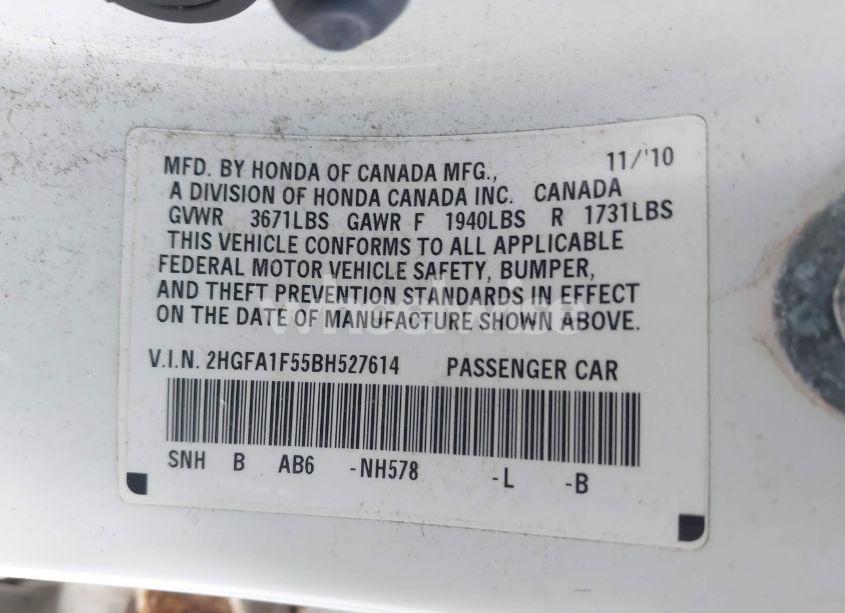 MFD. BY HONDA OF CANADA MFG., 11/'10
A DIVISION OF HONDA CANADA INC. CANADA
GVWR 3671LBS GAWR F 1940LBS R 1731LBS
THIS VEHICLE CONFORMS TO ALL APPLICABLE
FEDERAL MOTOR VEHICLE SAFETY, BUMPER,
AND THEFT PREVENTION STANDARDS IN EFFECT
ON THE DATE OF MANUFACTURE SHOWN ABOVE.
V.I.N. 2HGFA1F55BH527614 PASSENGER CAR
SNH B AB6 -NH578 -L -B